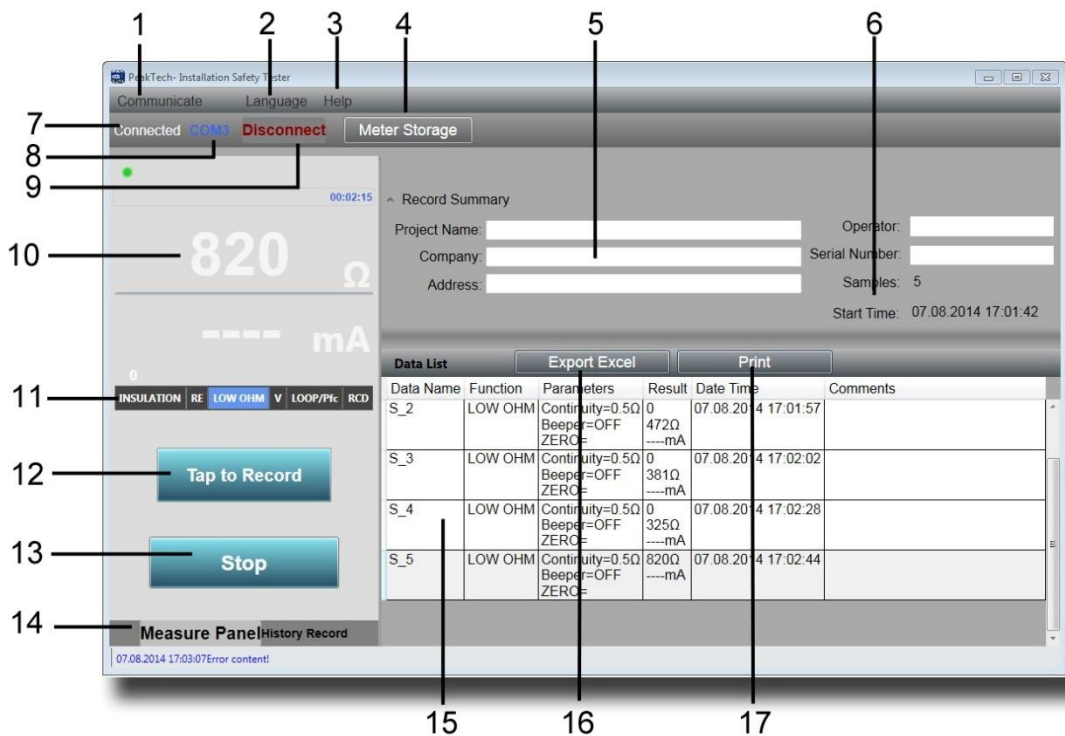 1 2 3 4 5 6
PeakTech- Installation Safety Tester
Communicate Language Help
7 Connected COM3 Disconnect Meter Storage
8
9
00:02:15
Record Summary
Project Name: Operator:
10 820 Ω Company: Serial Number:
Address: Samples: 5
Start Time: 07.08.2014 17:01:42
---- mA
0
Data List Export Excel Print
Data Name Function Parameters Result Date Time Comments
11 INSULATION RE LOW OHM V LOOP/Pfc RCD
S_2 LOW OHM Continuity=0.5Ω 0 07.08.2014 17:01:57
Beeper=OFF 472Ω
ZERO= ----mA
S_3 LOW OHM Continuity=0.5Ω 0 07.08.2014 17:02:02
Beeper=OFF 381Ω
ZERO= ----mA
12 Tap to Record
S_4 LOW OHM Continuity=0.5Ω 0 07.08.2014 17:02:28
Beeper=OFF 325Ω
ZERO= ----mA
13 Stop
S_5 LOW OHM Continuity=0.5Ω 820Ω 07.08.2014 17:02:44
Beeper=OFF ----mA
ZERO=
14 Measure Panel History Record
07.08.2014 17:03:07Error content!
15 16 17